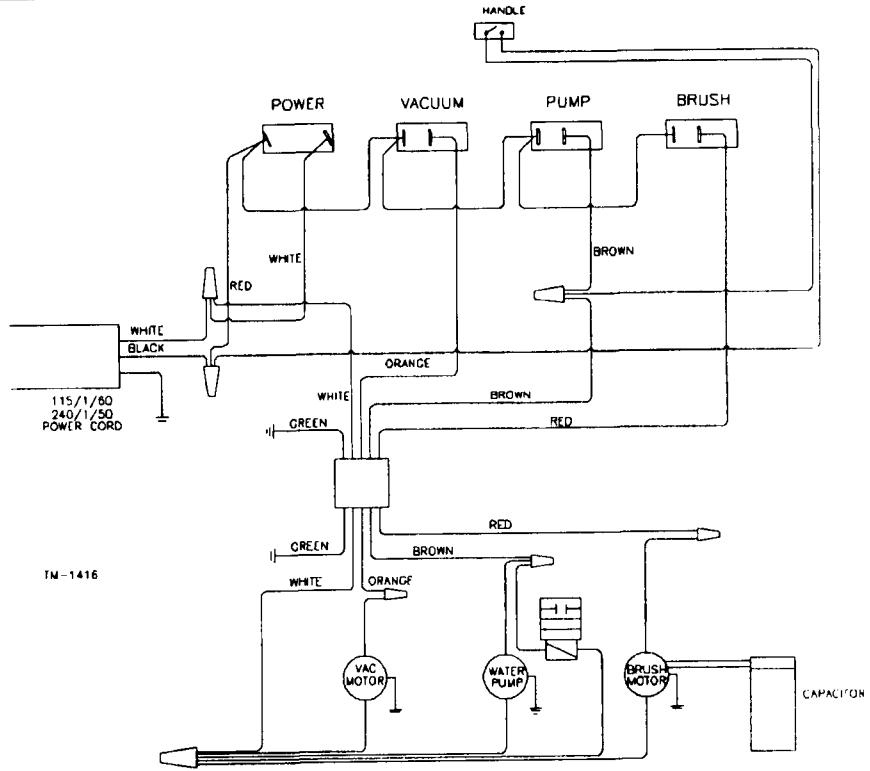 HANDLE
POWER
VACUUM
PUMP
BRUSH
WHITE
BROWN
RED
WHITE
BLACK
ORANGE
WHITE
BROWN
115/1/60
240/1/50
POWER CORD
GREEN
RED
RED
GREEN
BROWN
TM-1416
WHITE
ORANGE
VAC
MOTOR
WATER
PUMP
BRUSH
MOTOR
CAPACITOR